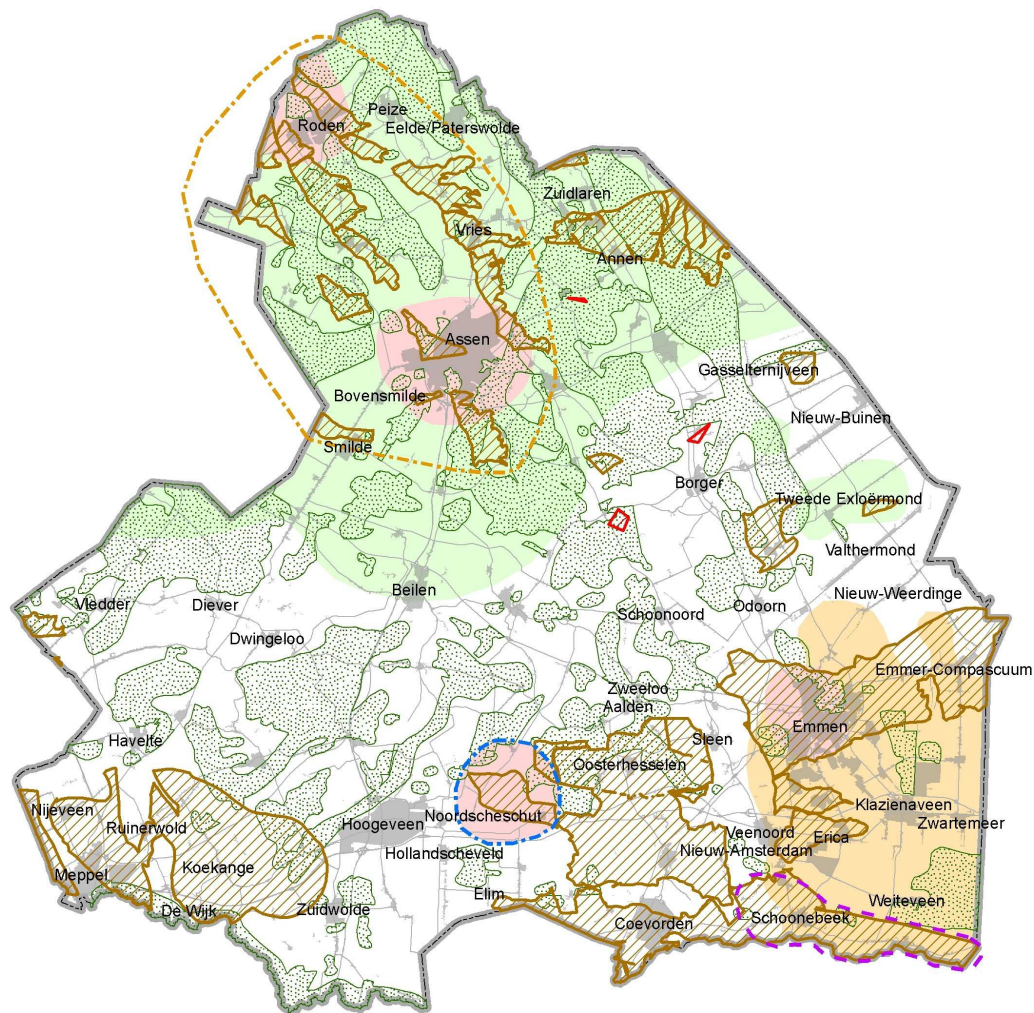 Peize
Roden
Eelde/Paterswolde
Zuidlaren
Vries
Annen
Assen
Gasselternijveen
Bovensmilde
Nieuw-Buinen
Smilde
Borger
Tweede Exloërmond
Valthermond
Beilen
Nieuw-Weerdinge
Vledder
Diever
Schoonoord
Odoorn
Dwingeloo
Emmer-Compascuum
Zweeloo
Aalden
Emmen
Havelte
Sleen
Oosterhesselen
Nijeveen
Klazienaveen
Noordscheschut
Zwartemeer
Ruinerwold
Hoogeveen
Veenoord
Erica
Nieuw-Amsterdam
Hollandscheveld
Koekange
Meppel
Elim
Weiteveen
De Wijk
Schoonebeek
Zuidwolde
Coevorden